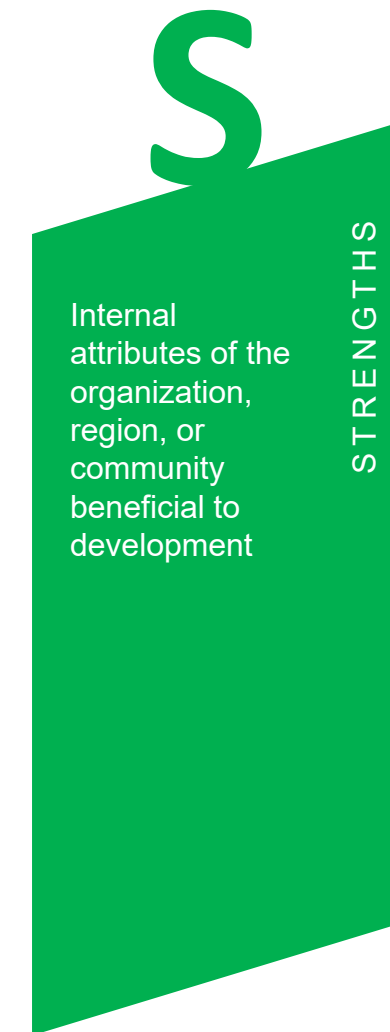 S
Internal
attributes of the
organization,
region, or
community
beneficial to
development
STRENGTHS